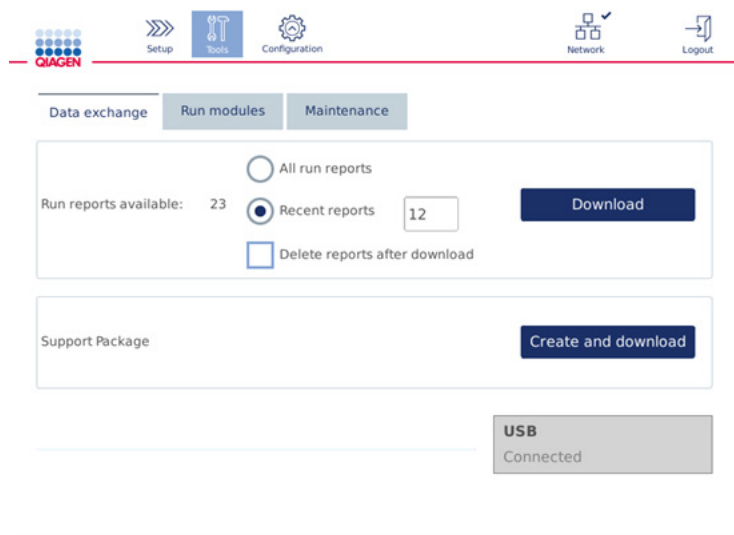 QIAGEN
Setup
Tools
Configuration
Network
Logout
Data exchange
Run modules
Maintenance
Run reports available: 23
All run reports
Recent reports 12
Delete reports after download
Download
Support Package
Create and download
USB
Connected